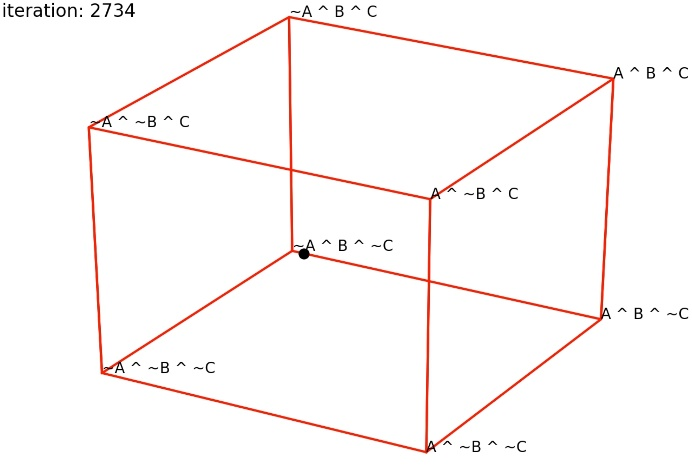 iteration: 2734
~A ^ B ^ C
A ^ B ^ C
~A ^ ~B ^ C
A ^ ~B ^ C
~A ^ B ^ ~C
A ^ B ^ ~C
~A ^ ~B ^ ~C
A ^ ~B ^ ~C